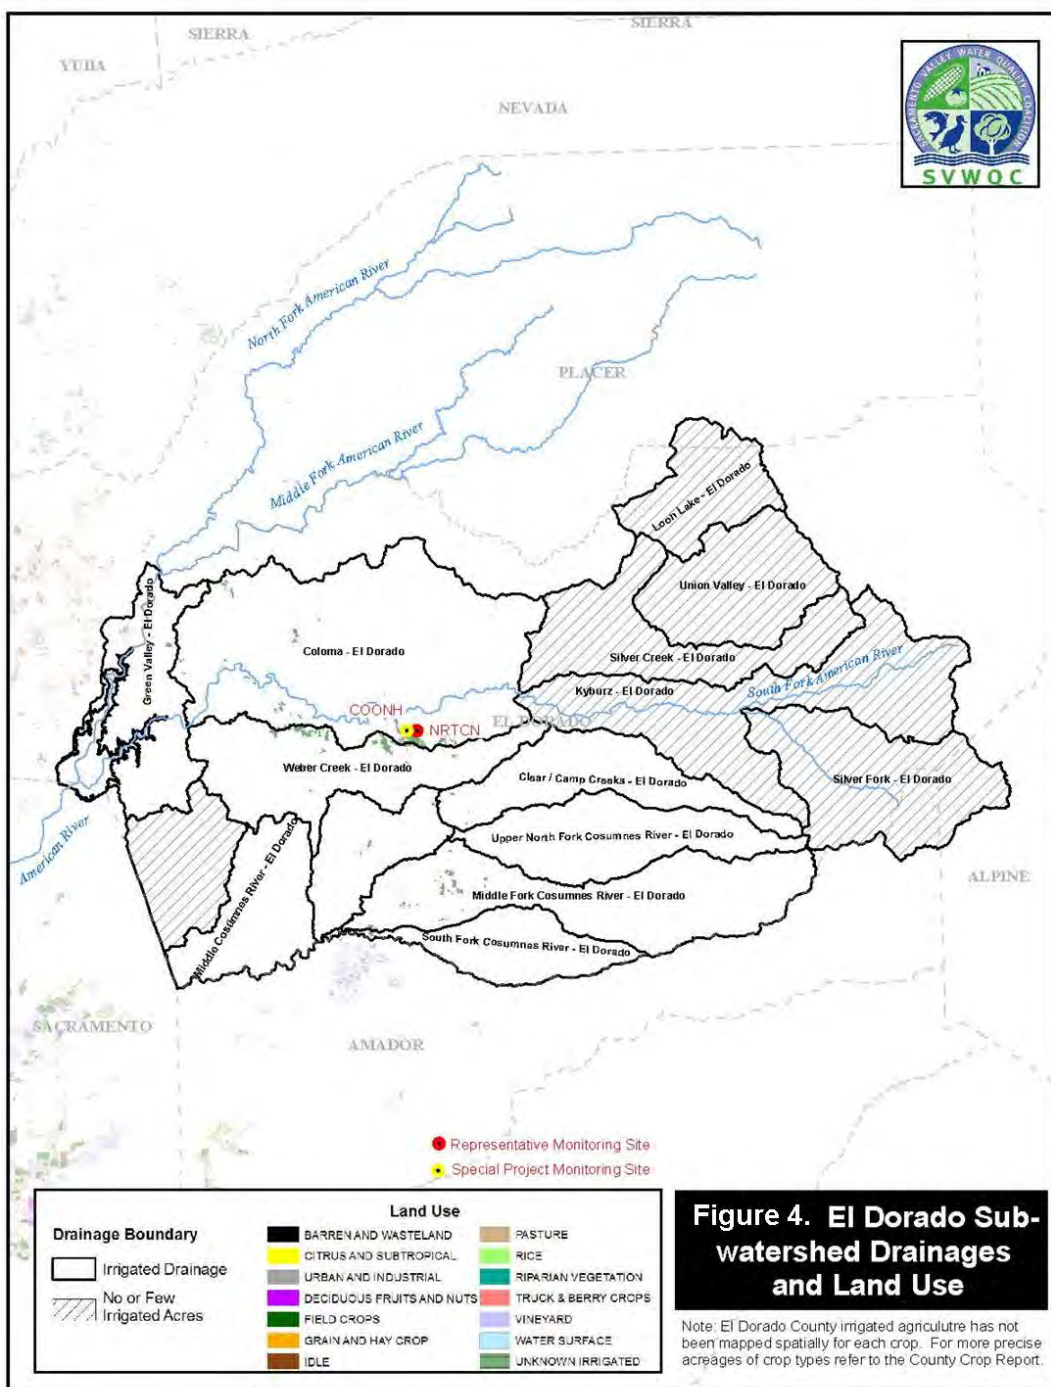 SIERRA
SIERRA
YUBA
NEVADA
SACRAMENTO VALLEY WATER QUALITY COALITION
SVWQC
North Fork American River
PLACER
Middle Fork American River
Loon Lake - El Dorado
Union Valley - El Dorado
Green Valley - El Dorado
Coloma - El Dorado
Silver Creek - El Dorado
South Fork American River
Kyburz - El Dorado
COONH
EL DORADO
NRTCN
Weber Creek - El Dorado
Clear / Camp Creeks - El Dorado
Silver Fork - El Dorado
American River
Upper North Fork Cosumnes River - El Dorado
Middle Cosumnes River - El Dorado
ALPINE
Middle Fork Cosumnes River - El Dorado
South Fork Cosumnes River - El Dorado
SACRAMENTO
AMADOR
Representative Monitoring Site
Special Project Monitoring Site
Drainage Boundary
Irrigated Drainage
No or Few
Irrigated Acres
Land Use
BARREN AND WASTELAND
CITRUS AND SUBTROPICAL
URBAN AND INDUSTRIAL
DECIDUOUS FRUITS AND NUTS
FIELD CROPS
GRAIN AND HAY CROP
IDLE
PASTURE
RICE
RIPARIAN VEGETATION
TRUCK & BERRY CROPS
VINEYARD
WATER SURFACE
UNKNOWN IRRIGATED
Figure 4. El Dorado Sub-
watershed Drainages
and Land Use
Note: El Dorado County irrigated agriculutre has not
been mapped spatially for each crop. For more precise
acreages of crop types refer to the County Crop Report.